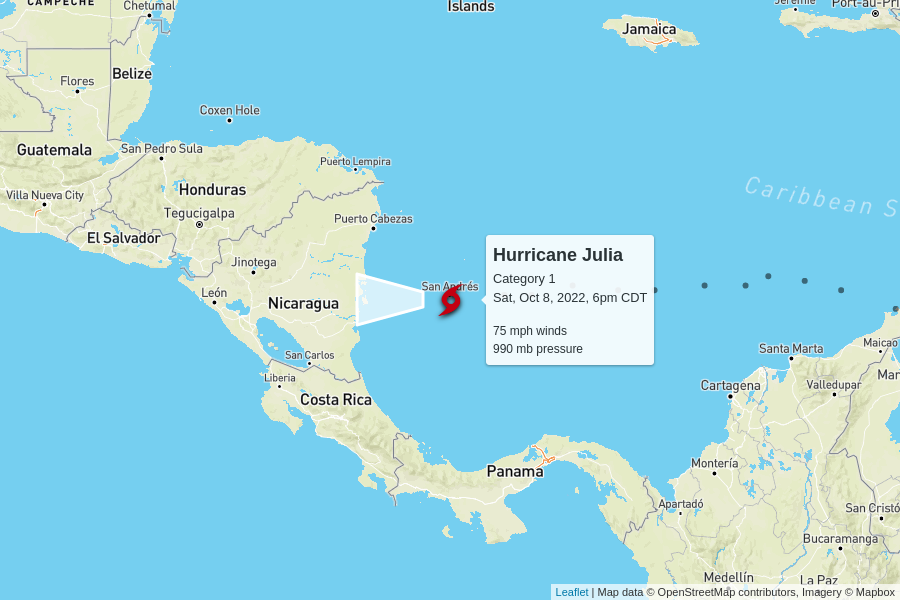 CAMPECHE
Chetumal
Islands
Jamaica
Jérémie
Port-au-Pri
Belize
Flores
Coxen Hole
Guatemala
San Pedro Sula
Puerto Lempira
Villa Nueva City
Honduras
Caribbean S
Tegucigalpa
Puerto Cabezas
El Salvador
Jinotega
Hurricane Julia
Category 1
Sat, Oct 8, 2022, 6pm CDT
75 mph winds
990 mb pressure
San Andrés
León
Nicaragua
San Carlos
Santa Marta
Maicao
Liberia
Costa Rica
Cartagena
Valledupar
Mar
Panama
Montería
Apartadó
San Cristó
Bucaramanga
Medellín
La Paz
Leaflet | Map data © OpenStreetMap contributors, Imagery © Mapbox